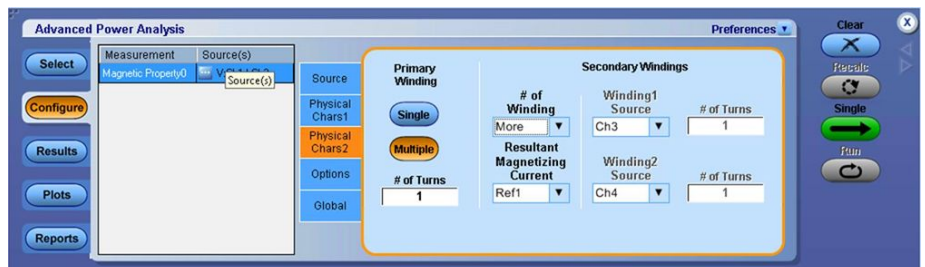 Advanced Power Analysis
Preferences
Clear
Select
Configure
Results
Plots
Reports
Measurement Source(s)
Magnetic Property0
Source(s)
Source
Physical
Chars1
Physical
Chars2
Options
Global
Primary
Winding
Single
Multiple
# of Turns
1
Secondary Windings
# of
Winding
More
Resultant
Magnetizing
Current
Ref1
Winding1
Source
Ch3
# of Turns
1
Winding2
Source
Ch4
# of Turns
1
Recalc
Single
Run